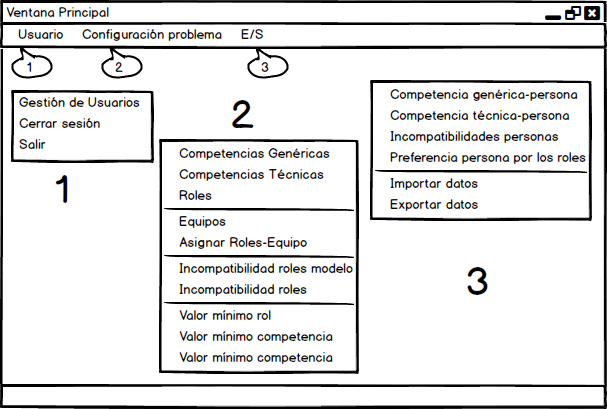 Ventana Principal
Usuario Configuración problema E/S
1 2 3
Gestión de Usuarios
Cerrar sesión
Salir
1
2
Competencias Genéricas
Competencias Técnicas
Roles
Equipos
Asignar Roles-Equipo
Incompatibilidad roles modelo
Incompatibilidad roles
Valor mínimo rol
Valor mínimo competencia
Valor mínimo competencia
Competencia genérica-persona
Competencia técnica-persona
Incompatibilidades personas
Preferencia persona por los roles
Importar datos
Exportar datos
3